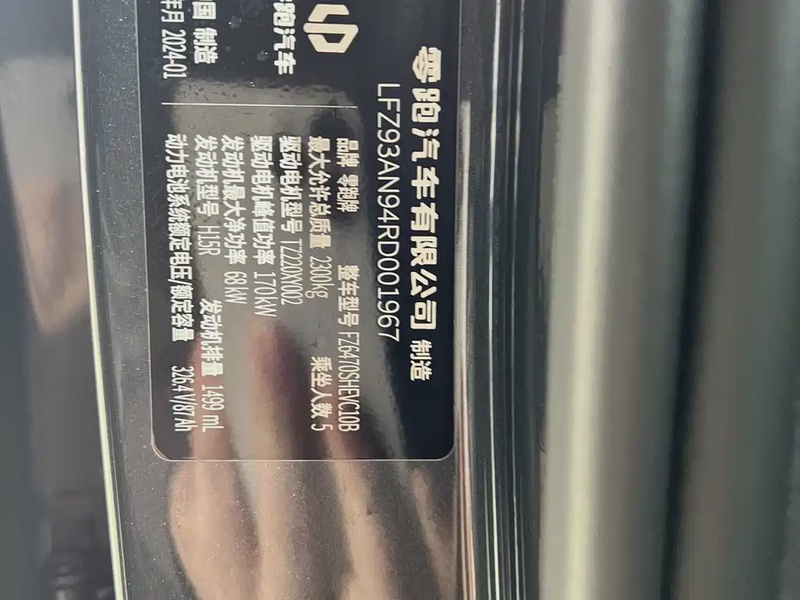 零跑汽车有限公司 制造
LFZ93AN94RD001967
品牌 零跑牌 整车型号 FZ6470SHEVC10B
最大允许总质量 2300kg 乘坐人数 5
驱动电机型号 TZ220XY002
驱动电机峰值功率 170kW
发动机最大净功率 68kW
发动机型号 H15R 发动机排量 1499 mL
动力电池系统额定电压/额定容量 326.4V/87Ah
跑汽车
国 制造
年月 2024-01